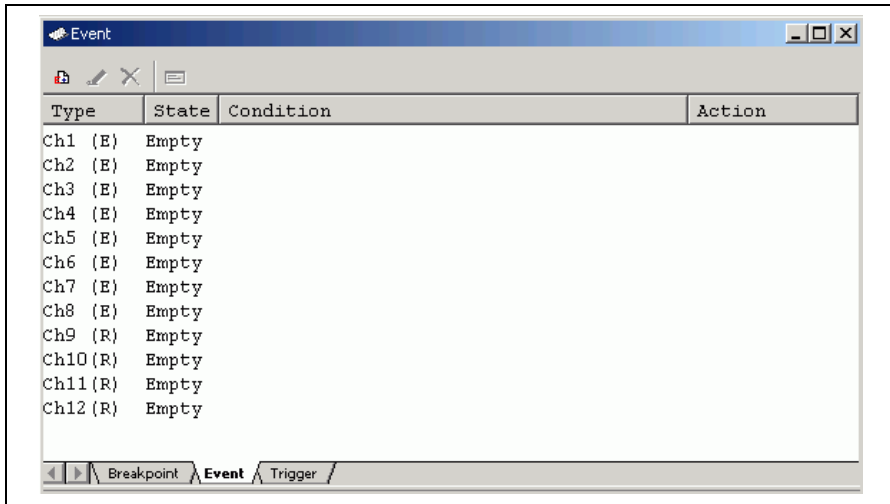 Event
Type State Condition Action
Ch1 (E) Empty
Ch2 (E) Empty
Ch3 (E) Empty
Ch4 (E) Empty
Ch5 (E) Empty
Ch6 (E) Empty
Ch7 (E) Empty
Ch8 (E) Empty
Ch9 (R) Empty
Ch10(R) Empty
Ch11(R) Empty
Ch12(R) Empty
Breakpoint Event Trigger